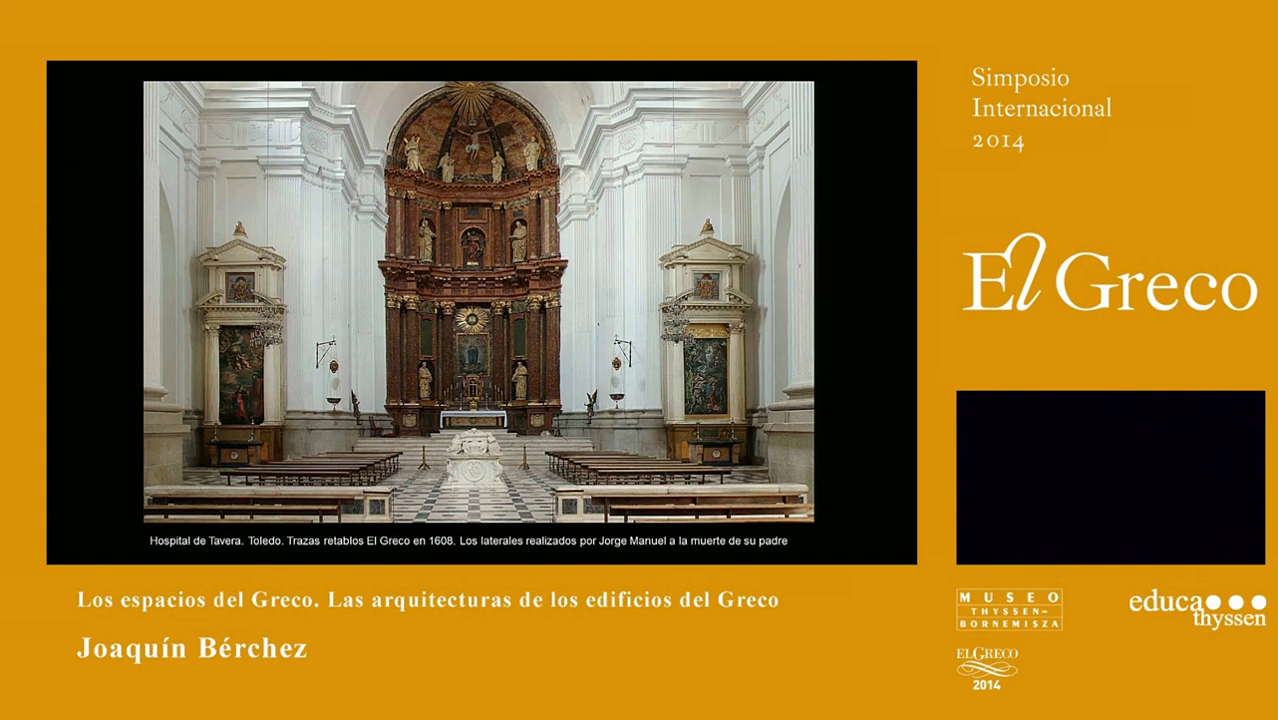 Simposio
Internacional
2014
El Greco
Hospital de Tavera. Toledo. Trazas retablos El Greco en 1608. Los laterales realizados por Jorge Manuel a la muerte de su padre
Los espacios del Greco. Las arquitecturas de los edificios del Greco
Joaquín Bérchez
MUSEO
THYSSEN-
BORNEMISZA
educa
thyssen
ELGRECO
2014